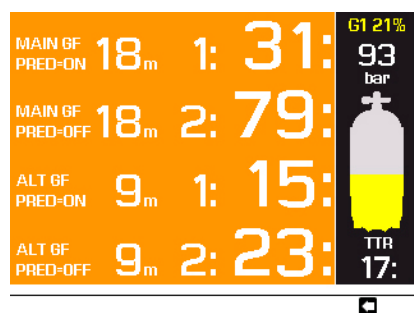 MAIN GF
PRED=ON 18m 1: 31:
MAIN GF
PRED=OFF 18m 2: 79:
ALT GF
PRED=ON 9m 1: 15:
ALT GF
PRED=OFF 9m 2: 23:
G1 21%
93
bar
TTR
17: